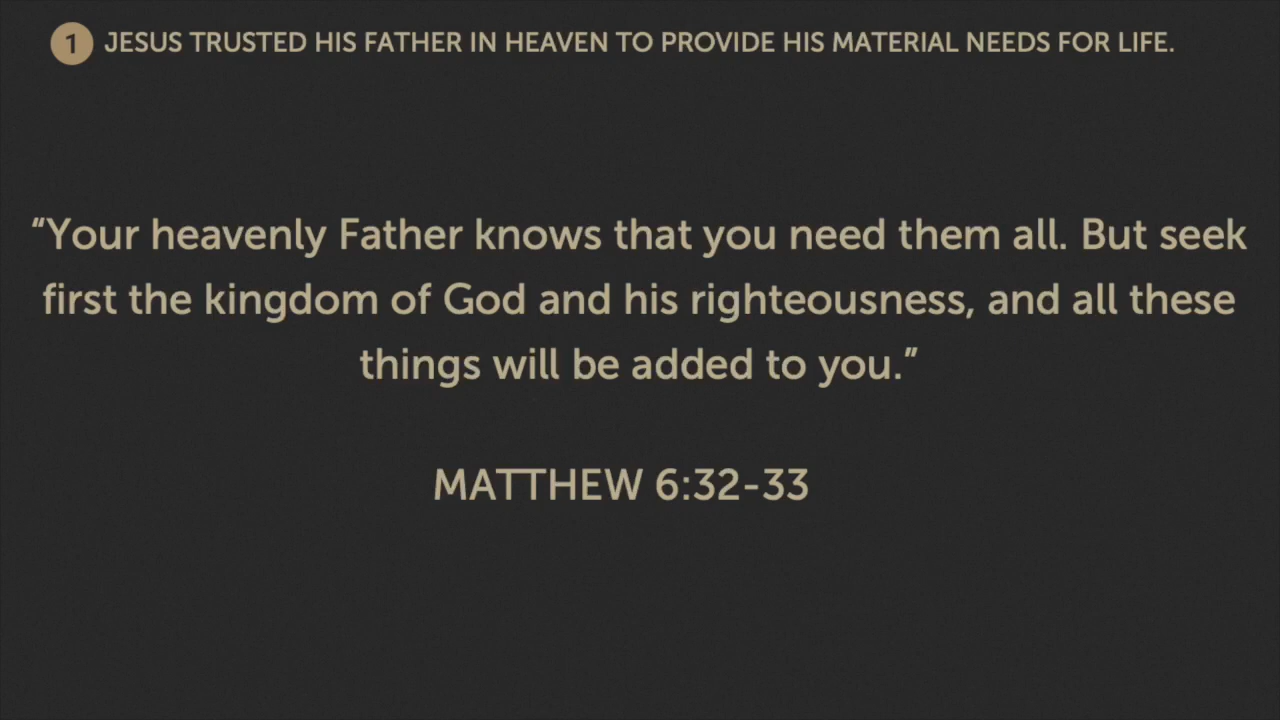 1 JESUS TRUSTED HIS FATHER IN HEAVEN TO PROVIDE HIS MATERIAL NEEDS FOR LIFE.
“Your heavenly Father knows that you need them all. But seek
first the kingdom of God and his righteousness, and all these
things will be added to you.”
MATTHEW 6:32-33